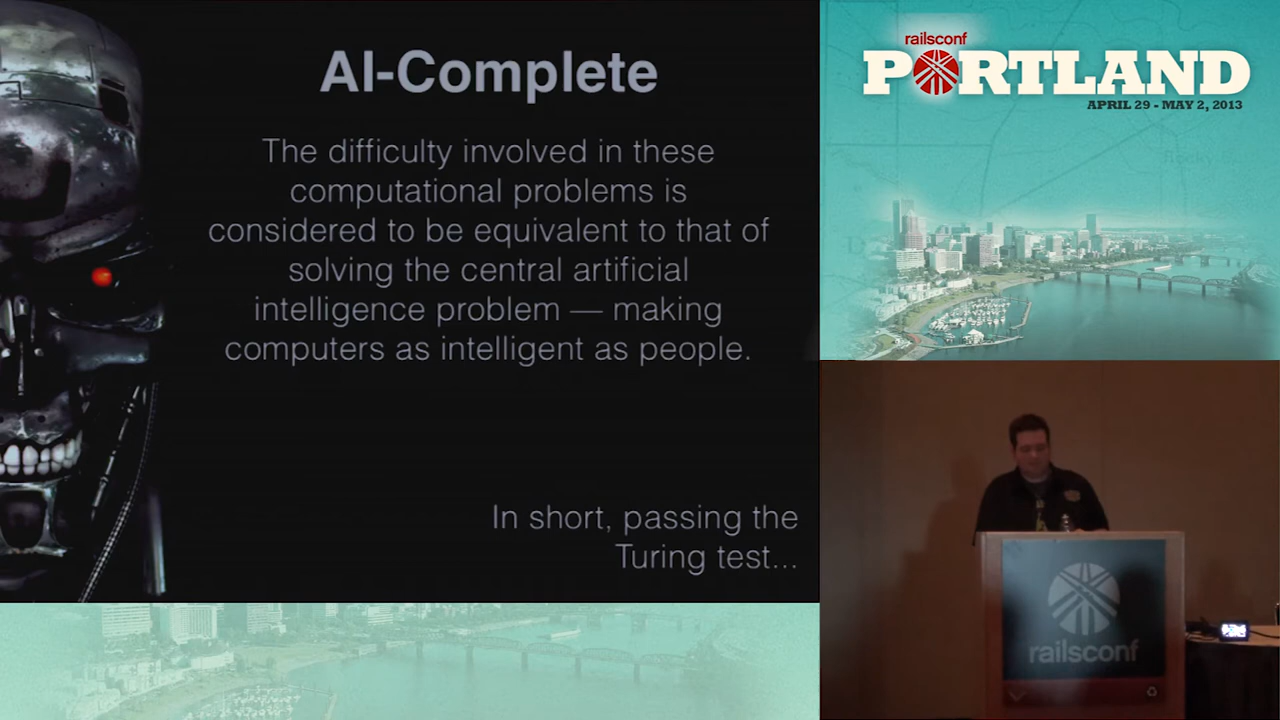 AI-Complete
The difficulty involved in these
computational problems is
considered to be equivalent to that of
solving the central artificial
intelligence problem — making
computers as intelligent as people.
In short, passing the
Turing test...
railsconf
PORTLAND
APRIL 29 - MAY 2, 2013
railsconf